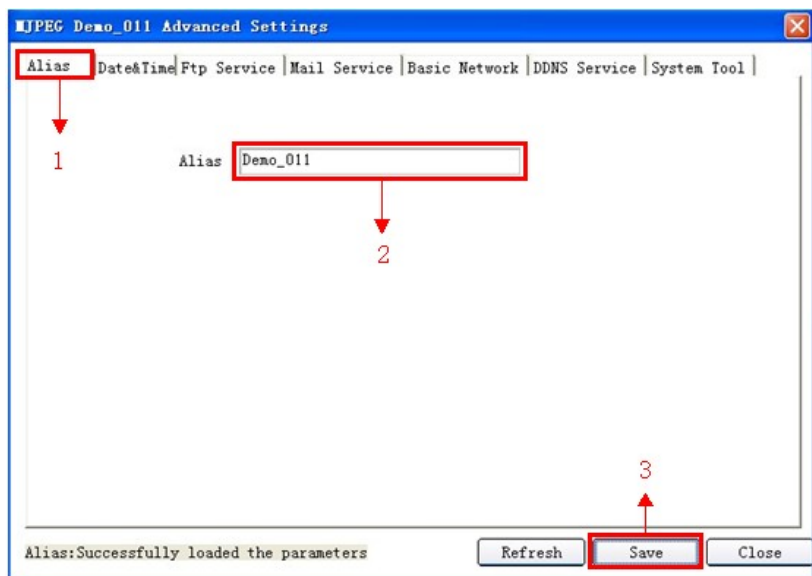 MJPEG Demo_011 Advanced Settings
Alias Date&Time Ftp Service Mail Service Basic Network DDNS Service System Tool
1
Alias Demo_011
2
3
Alias:Successfully loaded the parameters Refresh Save Close